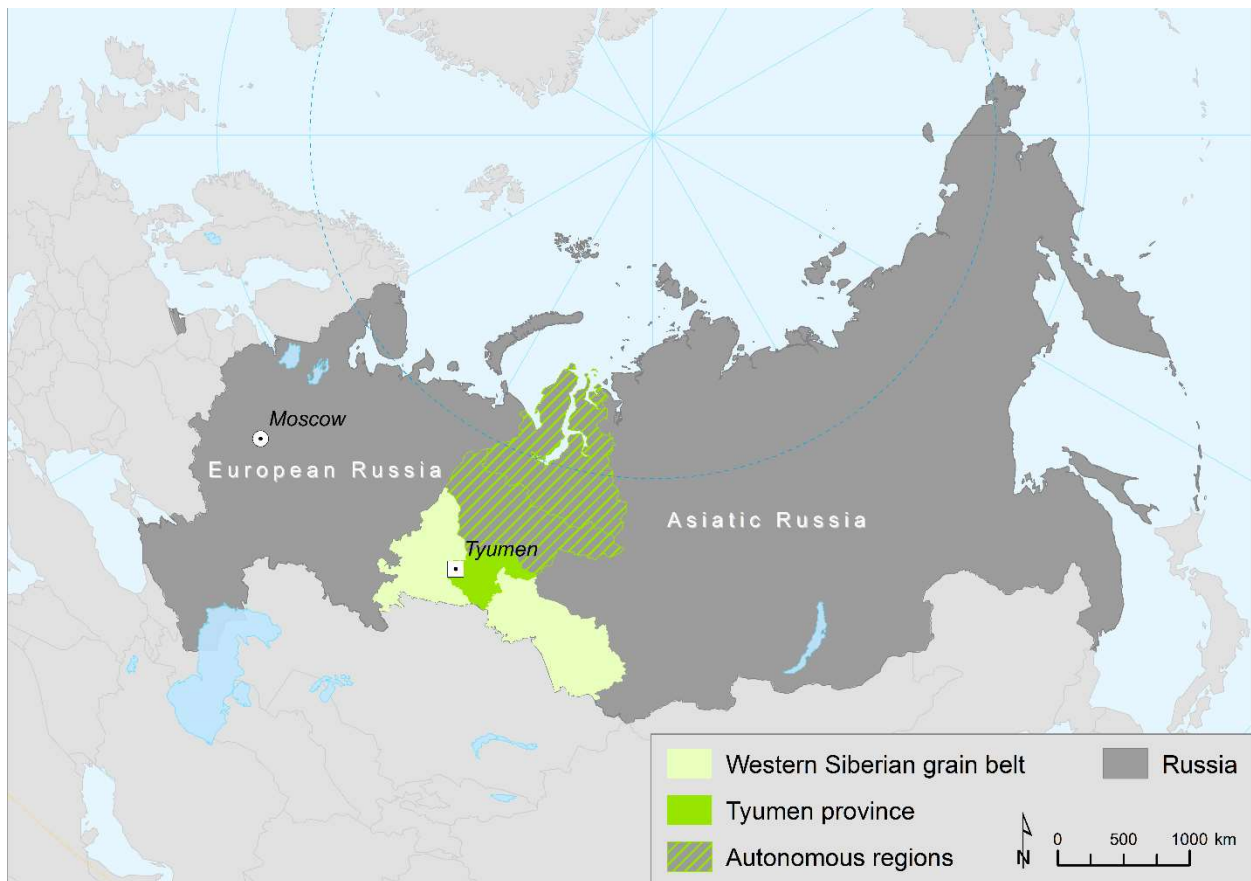 Moscow
European Russia
Asiatic Russia
Tyumen
Western Siberian grain belt
Russia
Tyumen province
Autonomous regions
N
0 500 1000 km